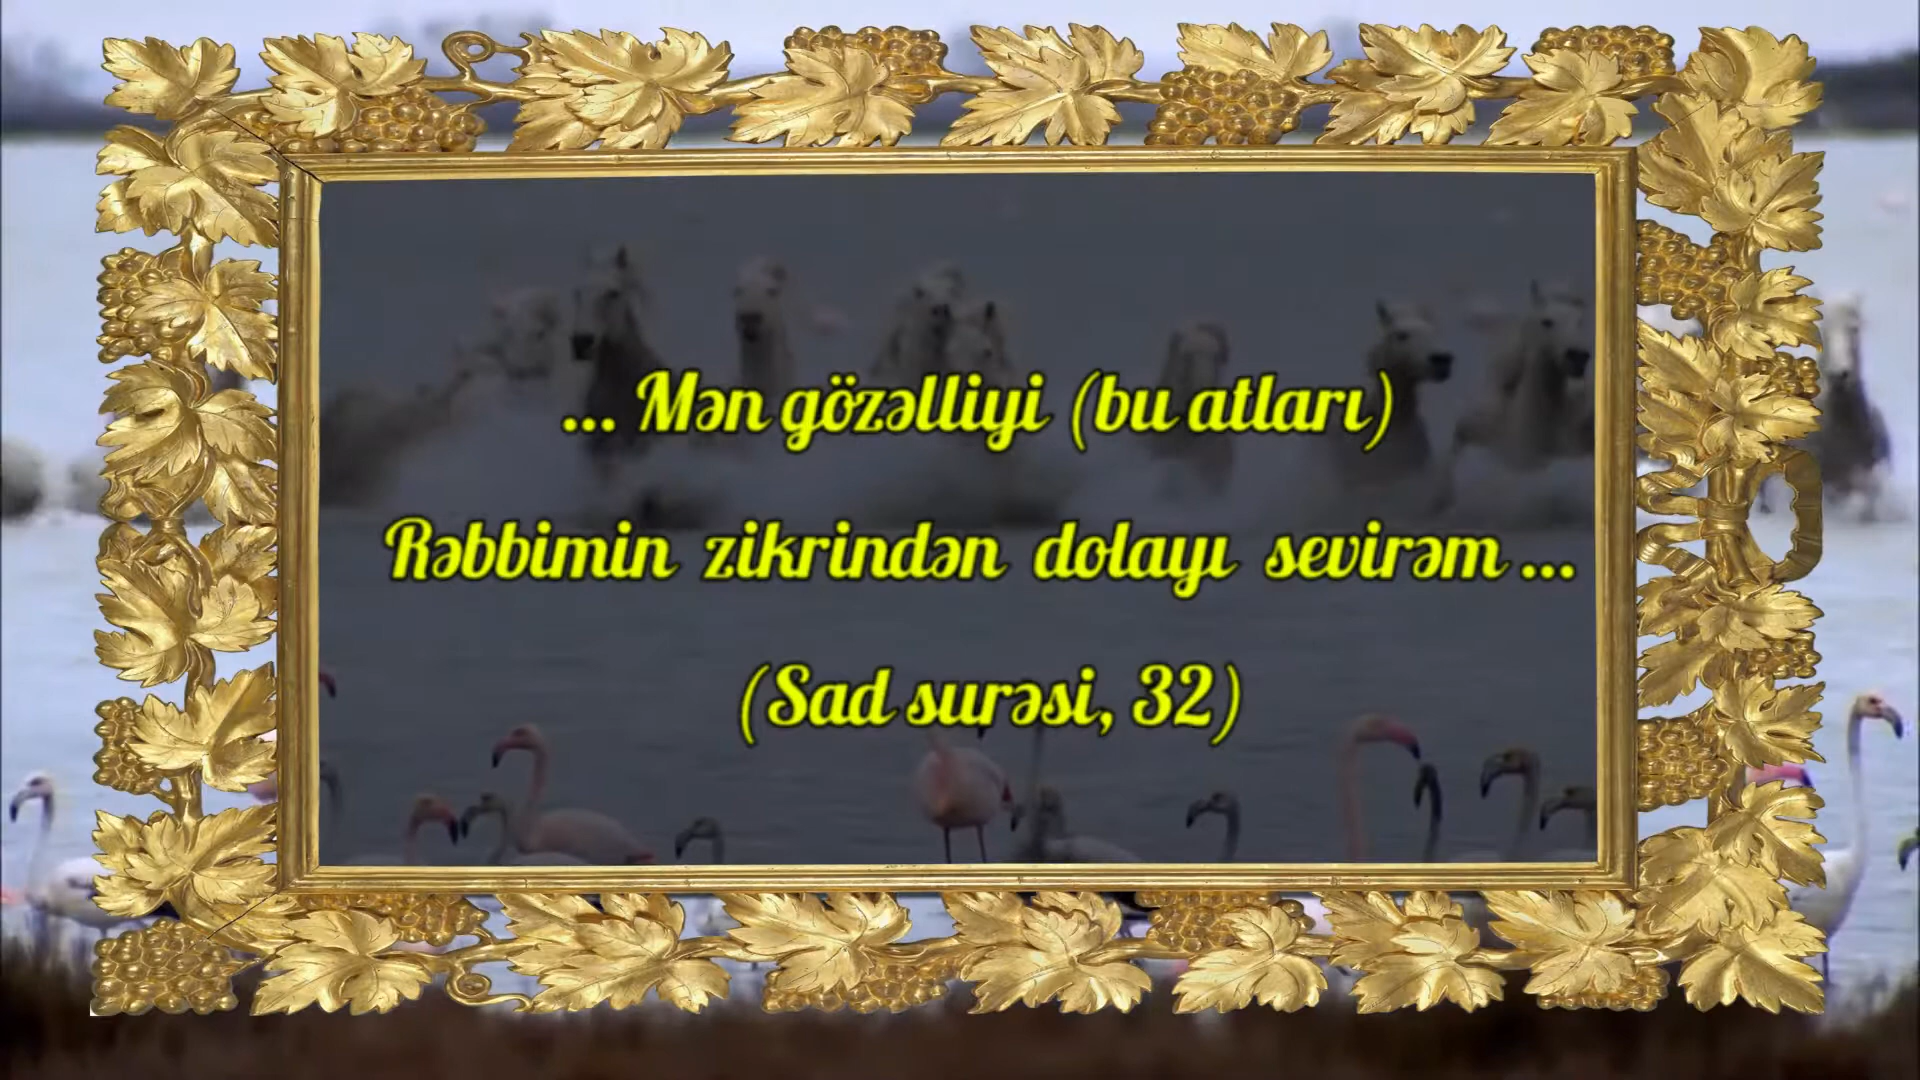 ... Mən gözəlliyi (bu atları)
Rəbbimin zikrindən dolayı sevirəm ...
(Sad surəsi, 32)